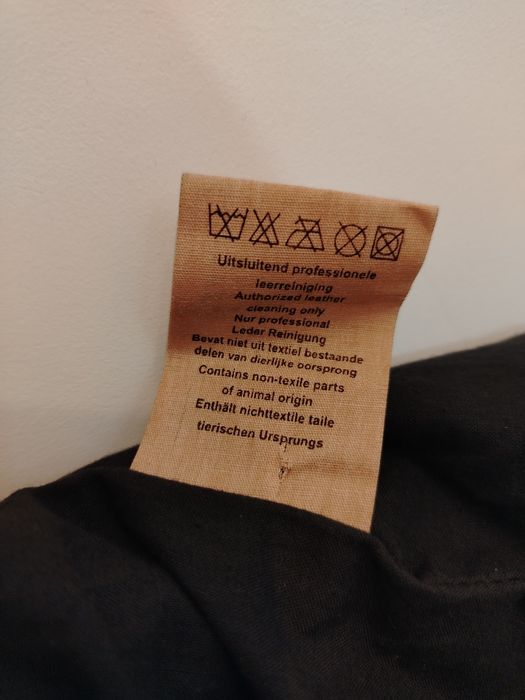 Uitsluitend professionele
leerreiniging
Authorized leather
cleaning only
Nur professional
Leder Reinigung
Bevat niet uit textiel bestaande
delen van dierlijke oorsprong
Contains non-texile parts
of animal origin
Enthält nichttextile taile
tierischen Ursprungs